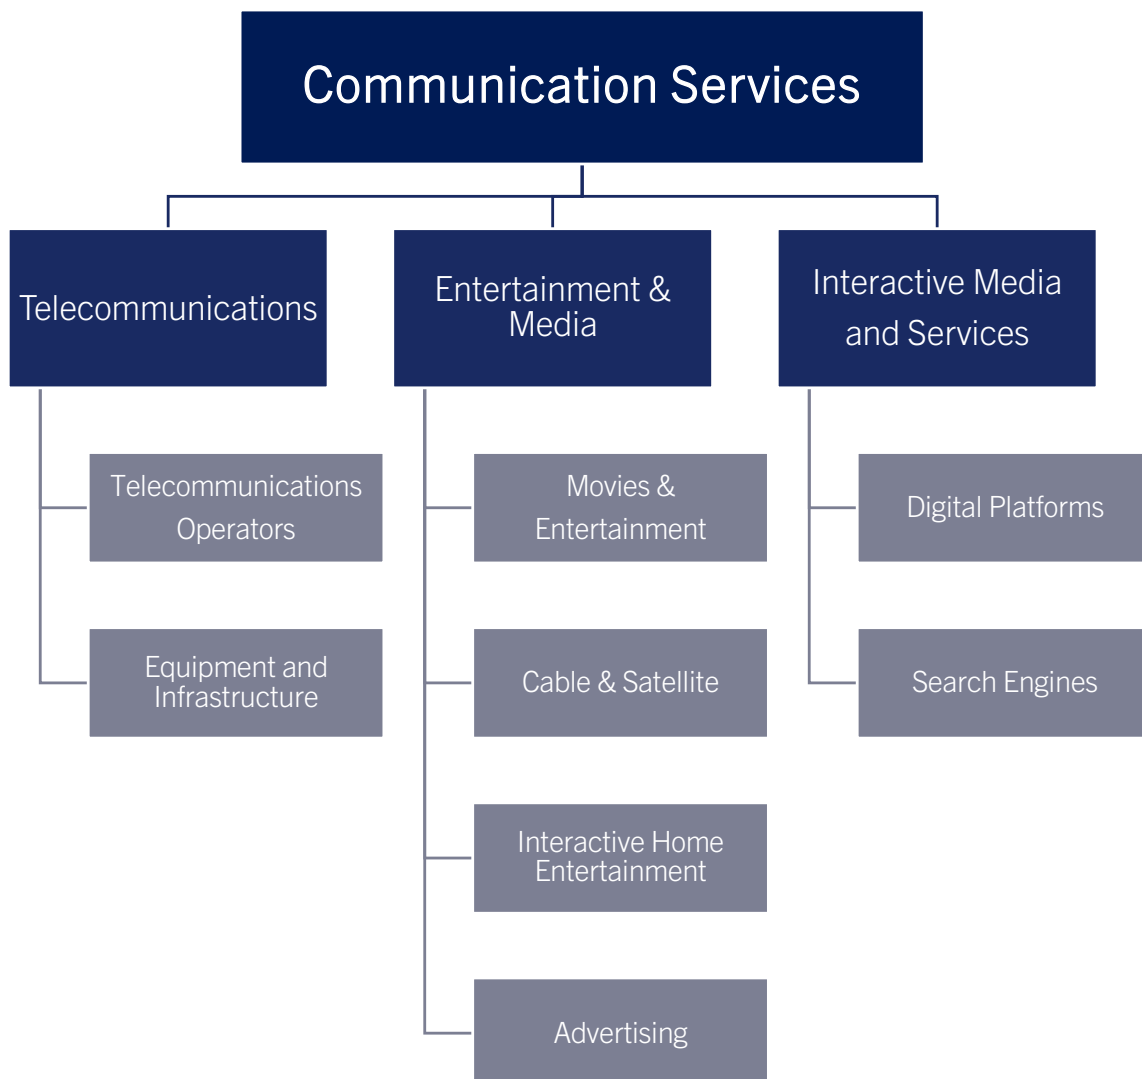 Communication Services
Telecommunications
Entertainment &
Media
Interactive Media
and Services
Telecommunications
Operators
Equipment and
Infrastructure
Movies &
Entertainment
Cable & Satellite
Interactive Home
Entertainment
Advertising
Digital Platforms
Search Engines